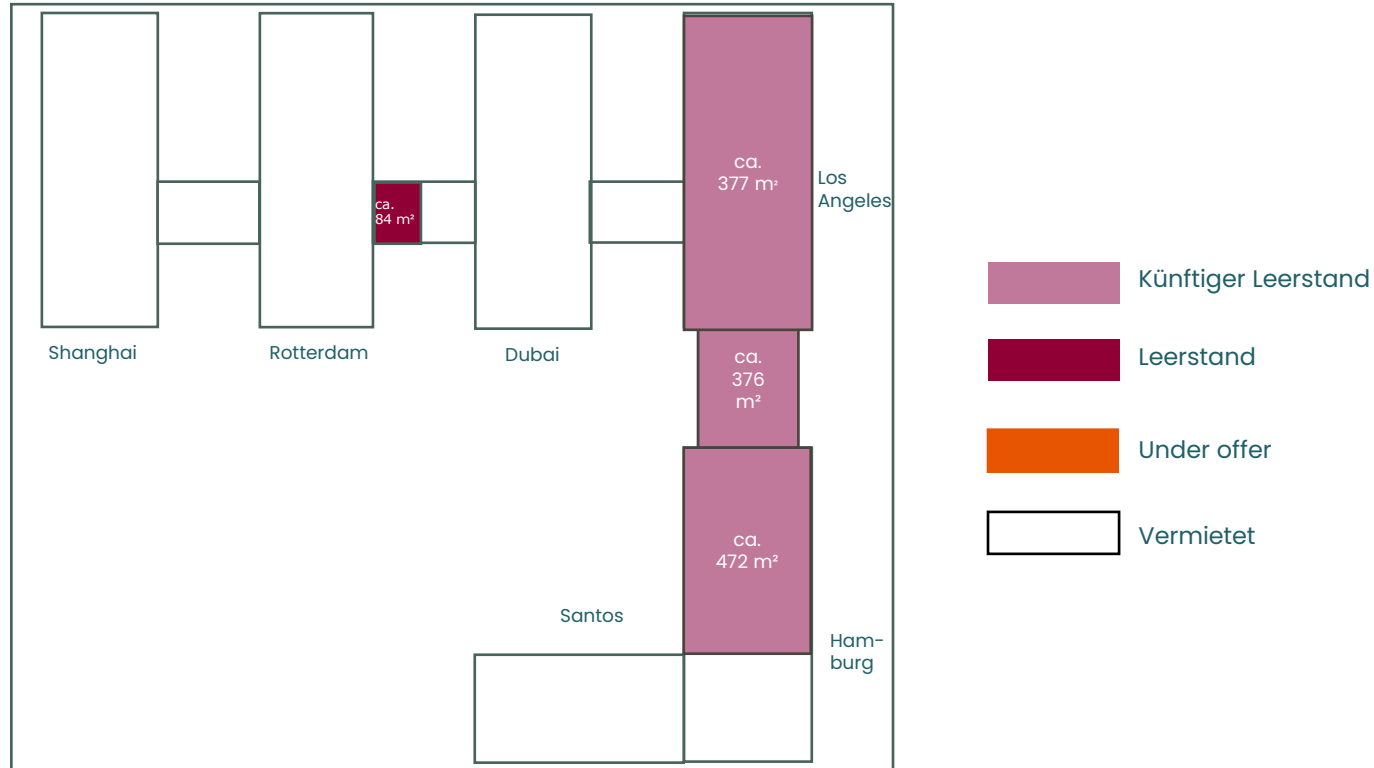 ca.
377 m²
Los
Angeles
ca.
84 m²
Shanghai
Rotterdam
Dubai
ca.
376
m²
ca.
472 m²
Santos
Ham-
burg
Künftiger Leerstand
Leerstand
Under offer
Vermietet